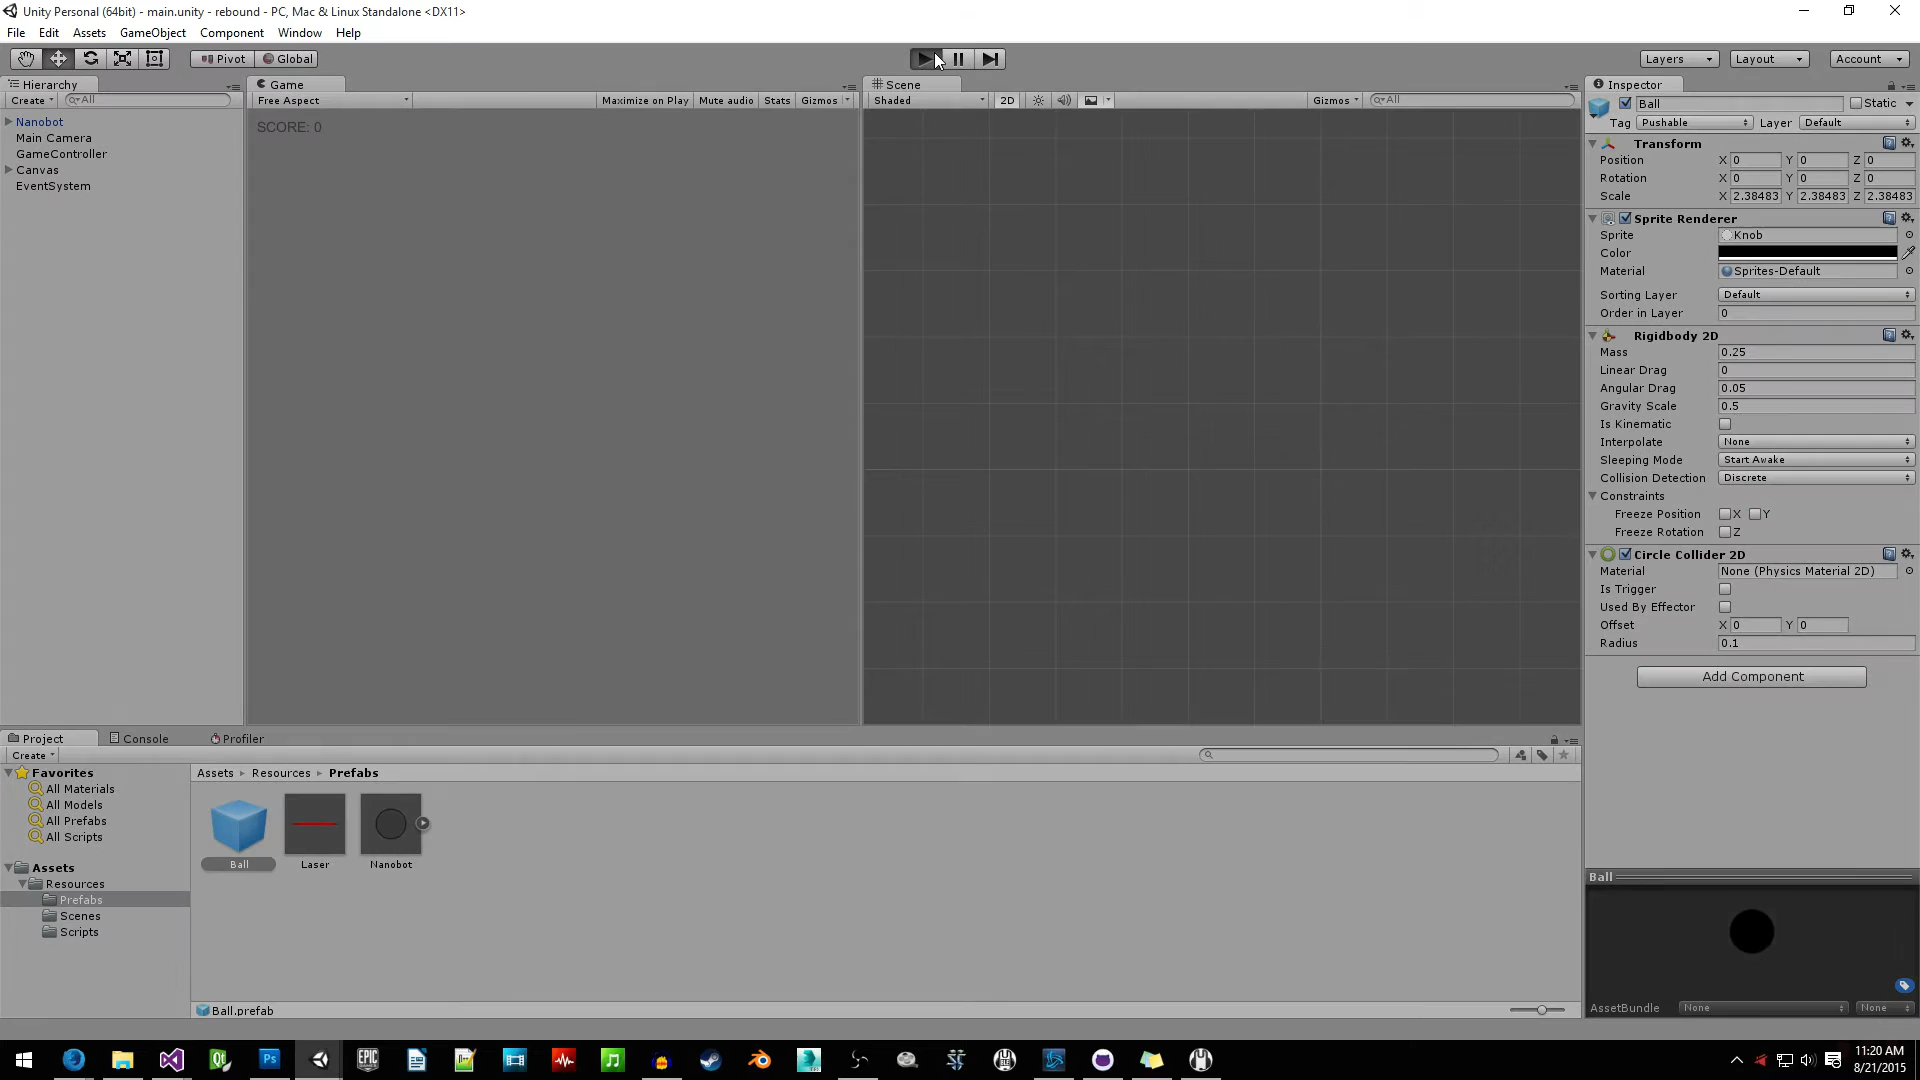 Unity Personal (64bit) - main.unity - rebound - PC, Mac & Linux Standalone <DX11>
File Edit Assets GameObject Component Window Help
Pivot Global Layers Layout Account
Hierarchy
Create All
Nanobot
Main Camera
GameController
Canvas
EventSystem
Game
Free Aspect Maximize on Play Mute audio Stats Gizmos
SCORE: 0
Scene
Shaded 2D Gizmos All
Inspector
Ball Static
Tag Pushable Layer Default
Transform
Position X 0 Y 0 Z 0
Rotation X 0 Y 0 Z 0
Scale X 2.38483 Y 2.38483 Z 2.38483
Sprite Renderer
Sprite Knob
Color
Material Sprites-Default
Sorting Layer Default
Order in Layer 0
Rigidbody 2D
Mass 0.25
Linear Drag 0
Angular Drag 0.05
Gravity Scale 0.5
Is Kinematic
Interpolate None
Sleeping Mode Start Awake
Collision Detection Discrete
Constraints
Freeze Position X Y
Freeze Rotation Z
Circle Collider 2D
Material None (Physics Material 2D)
Is Trigger
Used By Effector
Offset X 0 Y 0
Radius 0.1
Add Component
Project Console Profiler
Create
Favorites
All Materials
All Models
All Prefabs
All Scripts
Assets
Resources
Prefabs
Scenes
Scripts
Assets Resources Prefabs
Ball Laser Nanobot
Ball.prefab
Ball
AssetBundle None None
Qt Ps EPIC GAMES
11:20 AM
8/21/2015